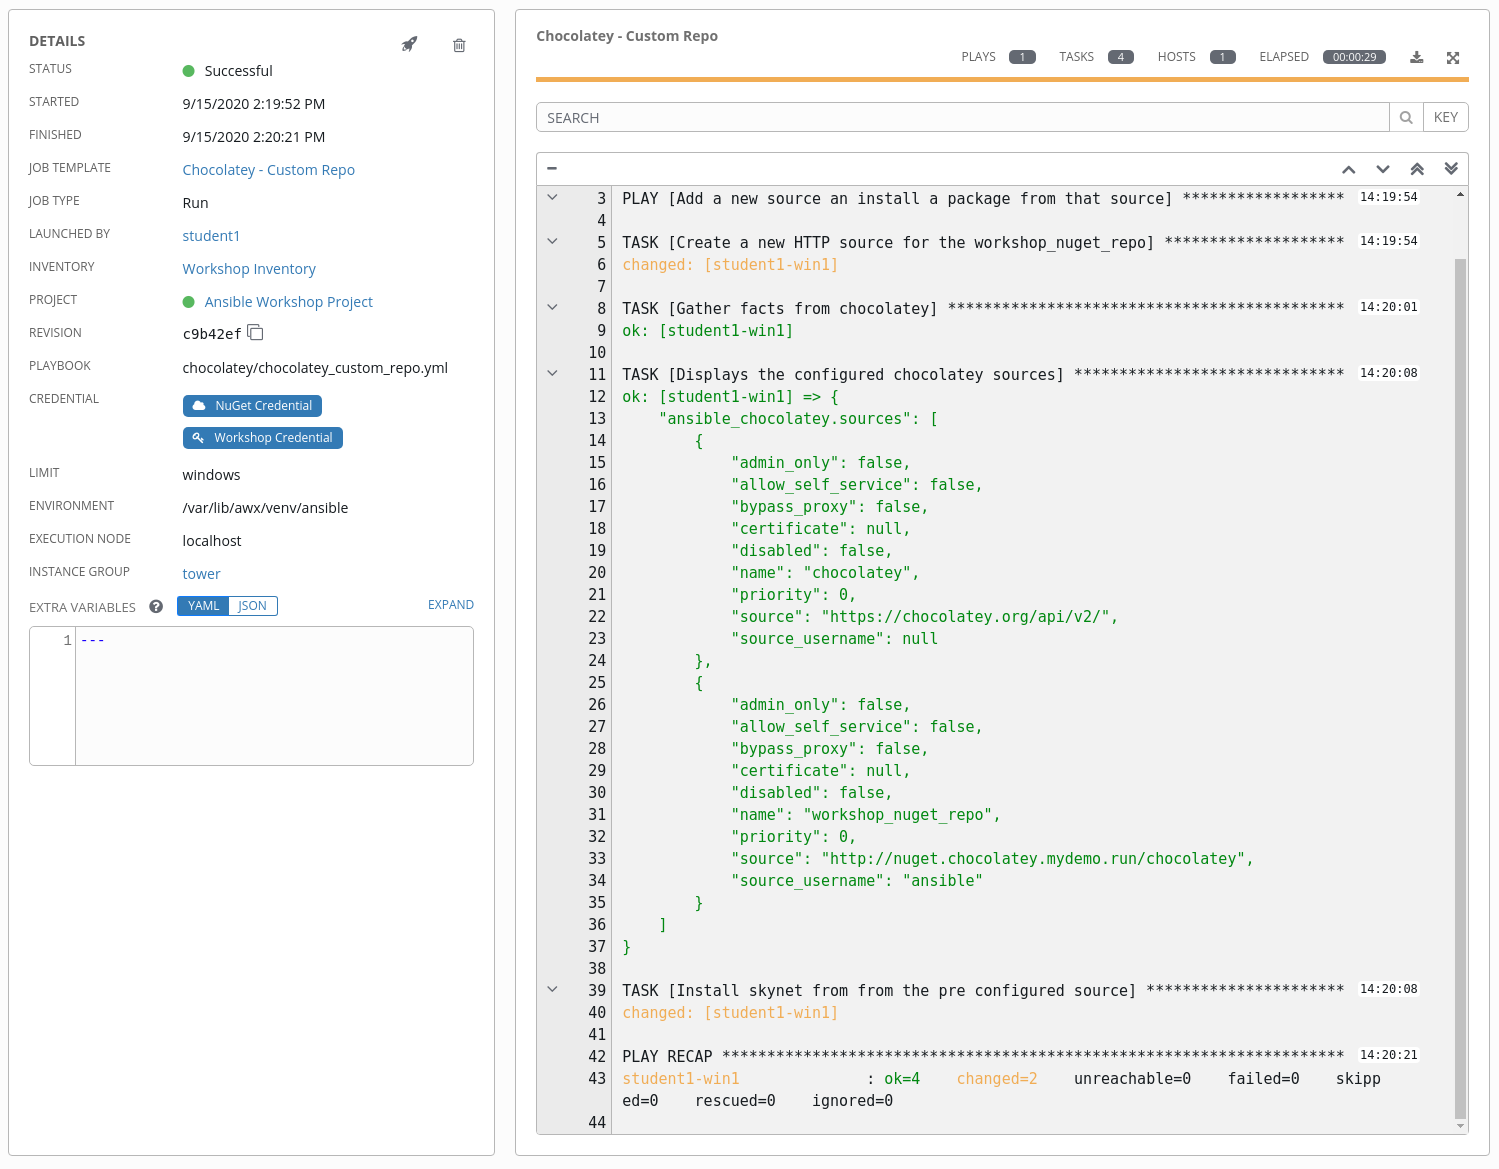 DETAILS
STATUS Successful
STARTED 9/15/2020 2:19:52 PM
FINISHED 9/15/2020 2:20:21 PM
JOB TEMPLATE Chocolatey - Custom Repo
JOB TYPE Run
LAUNCHED BY student1
INVENTORY Workshop Inventory
PROJECT Ansible Workshop Project
REVISION c9b42ef
PLAYBOOK chocolatey/chocolatey_custom_repo.yml
CREDENTIAL NuGet Credential
Workshop Credential
LIMIT windows
ENVIRONMENT /var/lib/awx/venv/ansible
EXECUTION NODE localhost
INSTANCE GROUP tower
EXTRA VARIABLES ? YAML JSON EXPAND
1 ---
Chocolatey - Custom Repo
PLAYS 1 TASKS 4 HOSTS 1 ELAPSED 00:00:29
SEARCH KEY
3 PLAY [Add a new source an install a package from that source] ****************** 14:19:54
4
5 TASK [Create a new HTTP source for the workshop_nuget_repo] ******************** 14:19:54
6 changed: [student1-win1]
7
8 TASK [Gather facts from chocolatey] ******************************************** 14:20:01
9 ok: [student1-win1]
10
11 TASK [Displays the configured chocolatey sources] ****************************** 14:20:08
12 ok: [student1-win1] => {
13     "ansible_chocolatey.sources": [
14         {
15             "admin_only": false,
16             "allow_self_service": false,
17             "bypass_proxy": false,
18             "certificate": null,
19             "disabled": false,
20             "name": "chocolatey",
21             "priority": 0,
22             "source": "https://chocolatey.org/api/v2/",
23             "source_username": null
24         },
25         {
26             "admin_only": false,
27             "allow_self_service": false,
28             "bypass_proxy": false,
29             "certificate": null,
30             "disabled": false,
31             "name": "workshop_nuget_repo",
32             "priority": 0,
33             "source": "http://nuget.chocolatey.mydemo.run/chocolatey",
34             "source_username": "ansible"
35         }
36     ]
37 }
38
39 TASK [Install skynet from from the pre configured source] ********************** 14:20:08
40 changed: [student1-win1]
41
42 PLAY RECAP ********************************************************************* 14:20:21
43 student1-win1              : ok=4    changed=2    unreachable=0    failed=0    skipp
ed=0    rescued=0    ignored=0
44